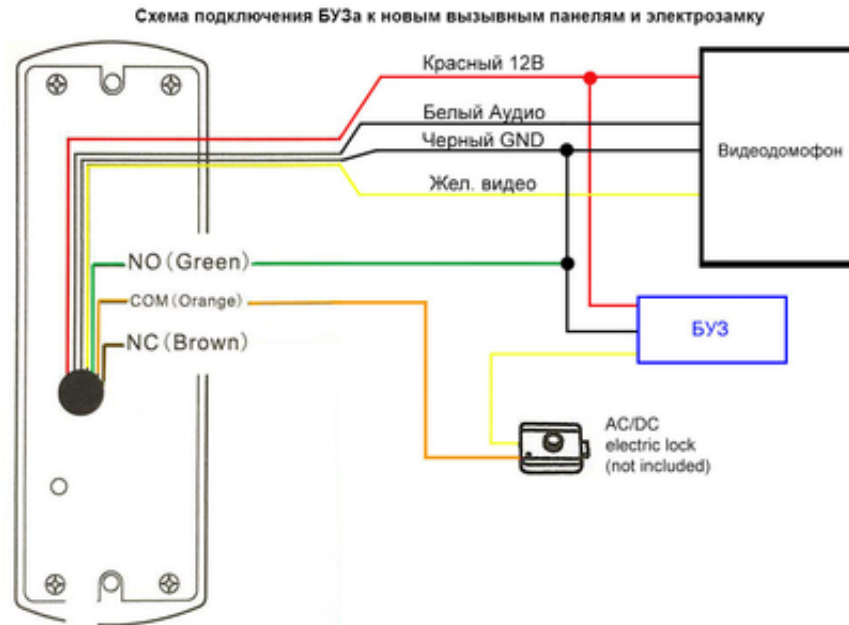 Схема подключения БУЗа к новым вызывным панелям и электрозамку
Красный 12В
Белый Аудио
Черный GND
Жел. видео
Видеодомофон
NO (Green)
COM (Orange)
NC (Brown)
БУЗ
AC/DC
electric lock
(not included)